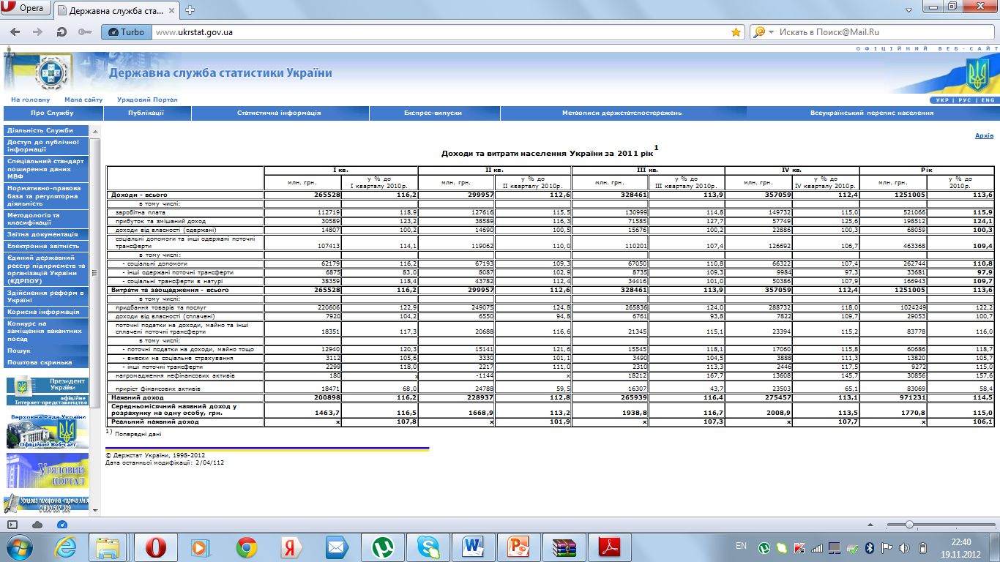 Opera
Державна служба ста...
Turbo
www.ukrstat.gov.ua
Искать в Поиск@Mail.Ru
ОФІЦІЙНИЙ ВЕБ-САЙТ
Державна служба статистики України
На головну Мапа сайту Урядовий Портал
УКР | РУС | ENG
Про Службу Публікації Статистична інформація Експрес-випуски Метаописи держстатспостережень Всеукраїнський перепис населення
Діяльність Служби
Доступ до публічної
інформації
Спеціальний стандарт
поширення даних
МВФ
Нормативно-правова
база та регуляторна
діяльність
Методологія та
класифікації
Звітна документація
Електронна звітність
Єдиний державний
реєстр підприємств та
організацій України
(ЄДРПОУ)
Здійснення реформ в
Україні
Корисна інформація
Конкурс на
заміщення вакантних
посад
Пошук
Поштова скринька
Президент
України
офіційне
Інтернет-представництво
Верховна Рада України
Офіційний Веб-сайт
Урядовий
портал
Урядова телефонна "гаряча лінія"
0 800 507 309
Архів
Доходи та витрати населення України за 2011 рік1
I кв. II кв. III кв. IV кв. Рік
млн. грн. у % до I кварталу 2010р. млн. грн. у % до II кварталу 2010р. млн. грн. у % до III кварталу 2010р. млн. грн. у % до IV кварталу 2010р. млн. грн. у % до 2010р.
Доходи - всього 265528 116,2 299957 112,6 328461 113,9 357059 112,4 1251005 113,6
в тому числі:
заробітна плата 112719 118,9 127616 115,5 130999 114,8 149732 115,0 521066 115,9
прибуток та змішаний доход 30589 123,2 38589 116,3 71585 127,7 57749 125,6 198512 124,1
доходи від власності (одержані) 14807 100,2 14690 100,5 15676 100,2 22886 100,3 68059 100,3
соціальні допомоги та інші одержані поточні
трансферти 107413 114,1 119062 110,0 110201 107,4 126692 106,7 463368 109,4
в тому числі:
- соціальні допомоги 62179 116,2 67193 109,3 67050 110,8 66322 107,4 262744 110,8
- інші одержані поточні трансферти 6875 83,0 8087 102,9 8735 109,3 9984 97,3 33681 97,9
- соціальні трансферти в натурі 38359 118,4 43782 112,4 34416 101,0 50386 107,9 166943 109,7
Витрати та заощадження - всього 265528 116,2 299957 112,6 328461 113,9 357059 112,4 1251005 113,6
в тому числі:
придбання товарів та послуг 220606 122,9 249075 124,8 265836 124,0 288732 118,0 1024249 122,2
доходи від власності (сплачені) 7920 104,2 6550 94,8 6761 93,8 7822 109,7 29053 100,7
поточні податки на доходи, майно та інші
сплачені поточні трансферти 18351 117,3 20688 116,6 21345 115,1 23394 115,2 83778 116,0
в тому числі:
- поточні податки на доходи, майно тощо 12940 120,3 15141 121,6 15545 118,1 17060 115,8 60686 118,7
- внески на соціальне страхування 3112 105,6 3330 101,1 3490 104,5 3888 111,3 13820 105,7
- інші поточні трансферти 2299 118,0 2217 111,0 2310 113,3 2446 117,5 9272 115,0
нагромадження нефінансових активів 180 х -1144 х 18212 167,7 13608 145,7 30856 157,6
приріст фінансових активів 18471 68,0 24788 59,5 16307 43,7 23503 65,1 83069 58,4
Наявний доход 200898 116,2 228937 112,8 265939 116,4 275457 113,1 971231 114,5
Середньомісячний наявний доход у
розрахунку на одну особу, грн. 1463,7 116,5 1668,9 113,2 1938,8 116,7 2008,9 113,5 1770,8 115,0
Реальний наявний доход х 107,8 х 101,9 х 107,3 х 107,7 х 106,1
1) Попередні дані
© Держстат України, 1998-2012
Дата останньої модифікації: 2/04/112
EN
22:40
19.11.2012